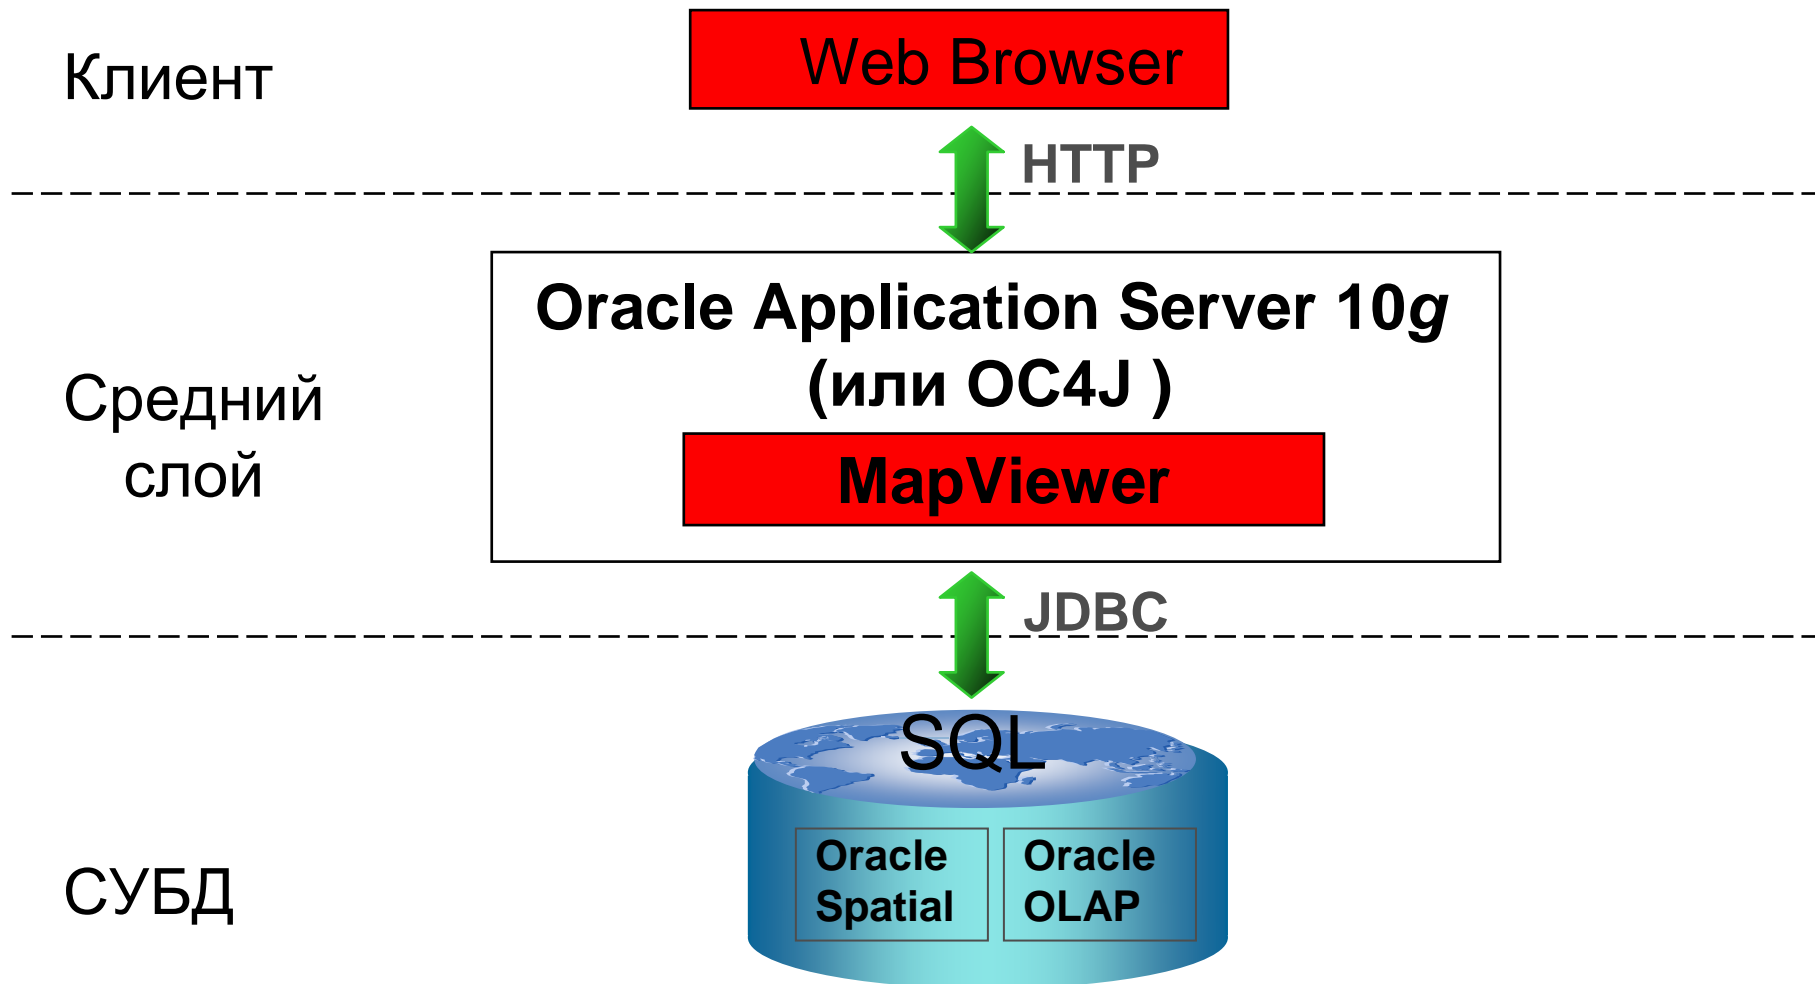 Клиент
Web Browser
HTTP
Средний
слой
Oracle Application Server 10g
(или OC4J )
MapViewer
JDBC
СУБД
SQL
Oracle
Spatial
Oracle
OLAP